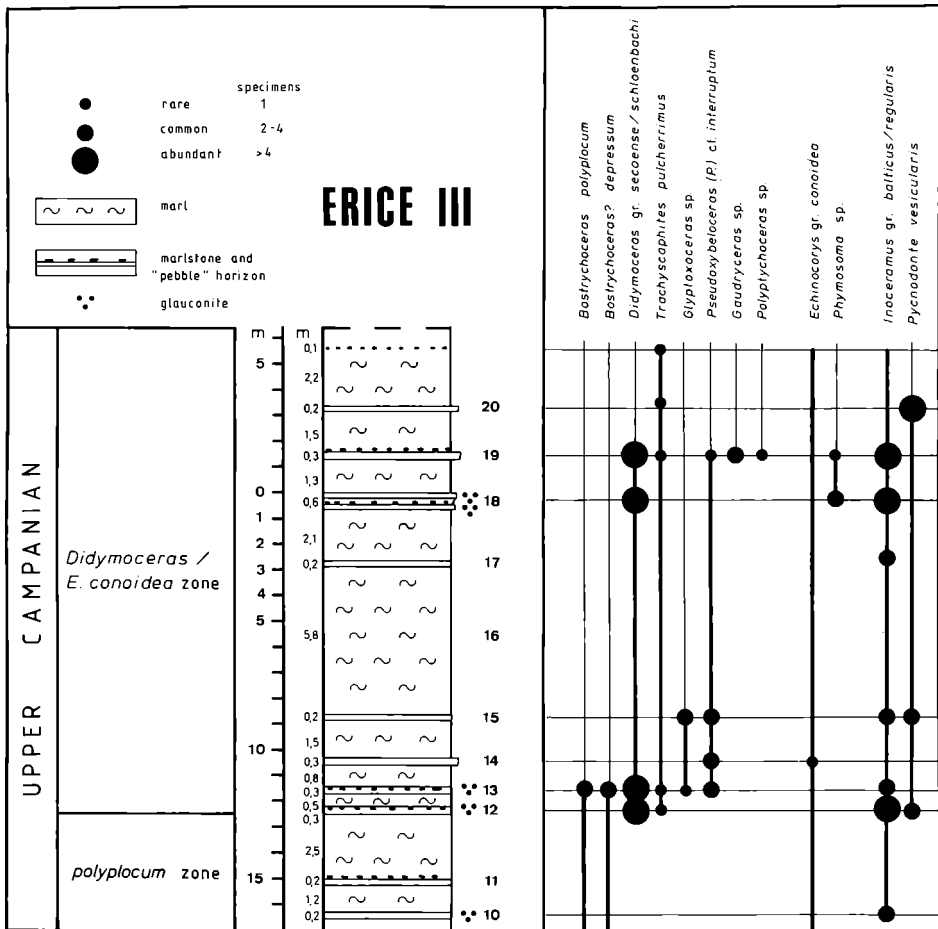 specimens
rare 1
common 2-4
abundant >4
marl
marlstone and
"pebble" horizon
glauconite
ERICE III
Bostrychoceras polyplocum
Bostrychoceras? depressum
Didymoceras gr. secoense / schloenbachi
Trachyscaphites pulcherrimus
Glyptoxoceras sp.
Pseudoxybeloceras (P.) cf. interruptum
Gaudryceras sp.
Polyptychoceras sp
Echinocorys gr. conoidea
Phymosoma sp.
Inoceramus gr. balticus/regularis
Pycnodonte vesicularis
UPPER CAMPANIAN
Didymoceras /
E. conoidea zone
polyplocum zone
m
5
0
1
2
3
4
5
10
15
m
0,1
2,2
0,2
1,5
0,3
1,3
0,6
2,1
0,2
5,8
0,2
1,5
0,3
0,8
0,3
0,5
0,3
2,5
0,2
1,2
0,2
20
19
18
17
16
15
14
13
12
11
10